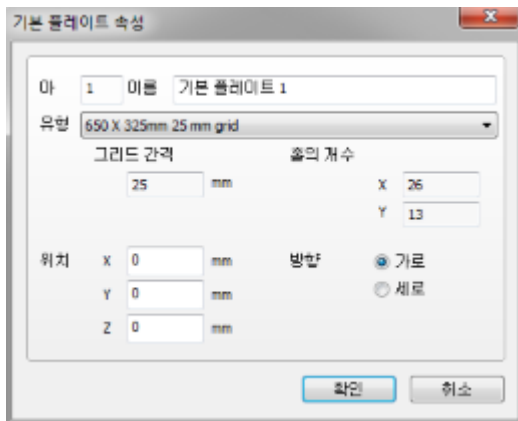 기본 플레이트 속성
아 1 이름 기본 플레이트 1
유형 650 X 325mm 25 mm grid
그리드 간격 홀의 개수
25 mm X 26
Y 13
위치 X 0 mm 방향 가로
Y 0 mm 세로
Z 0 mm
확인 취소